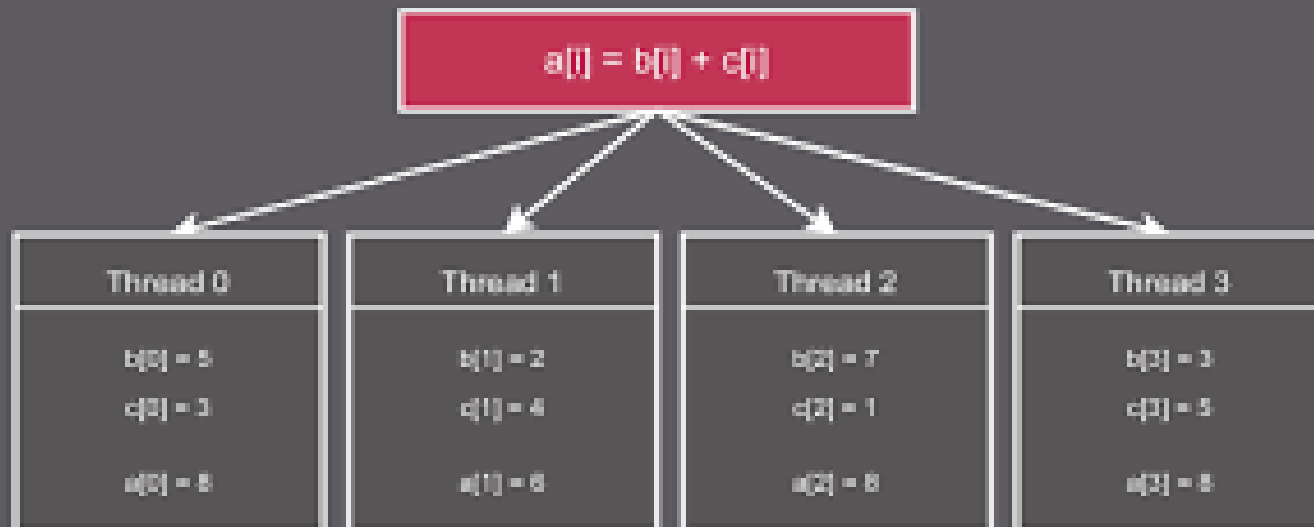 a[i] = b[i] + c[i]
Thread 0
b[0] = 5
c[0] = 3
a[0] = 8
Thread 1
b[1] = 2
c[1] = 4
a[1] = 6
Thread 2
b[2] = 7
c[2] = 1
a[2] = 8
Thread 3
b[3] = 3
c[3] = 5
a[3] = 8